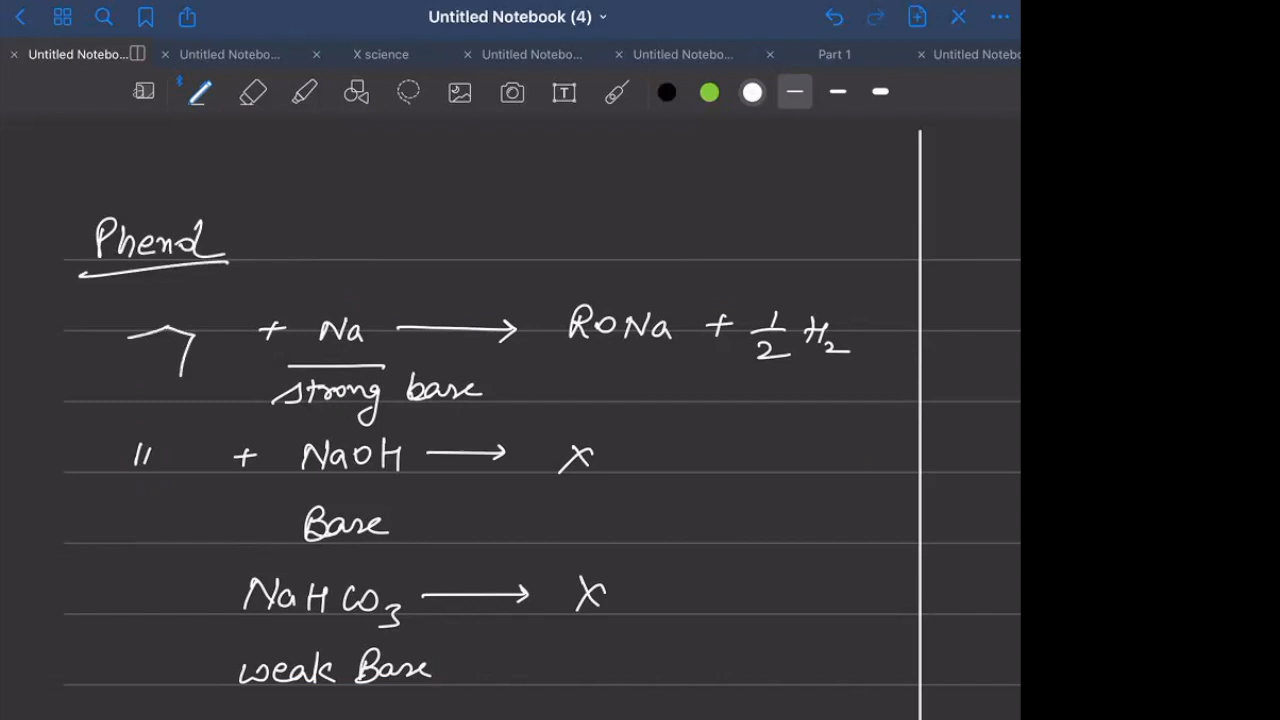 Untitled Notebook (4)
Untitled Notebo... Untitled Notebo... X science Untitled Notebo... Untitled Notebo... Part 1 Untitled Notebo
T
Phenol
+ Na ⟶ RONa + 1/2 H₂
strong base
" + NaOH ⟶ X
Base
NaHCO₃ ⟶ X
weak Base